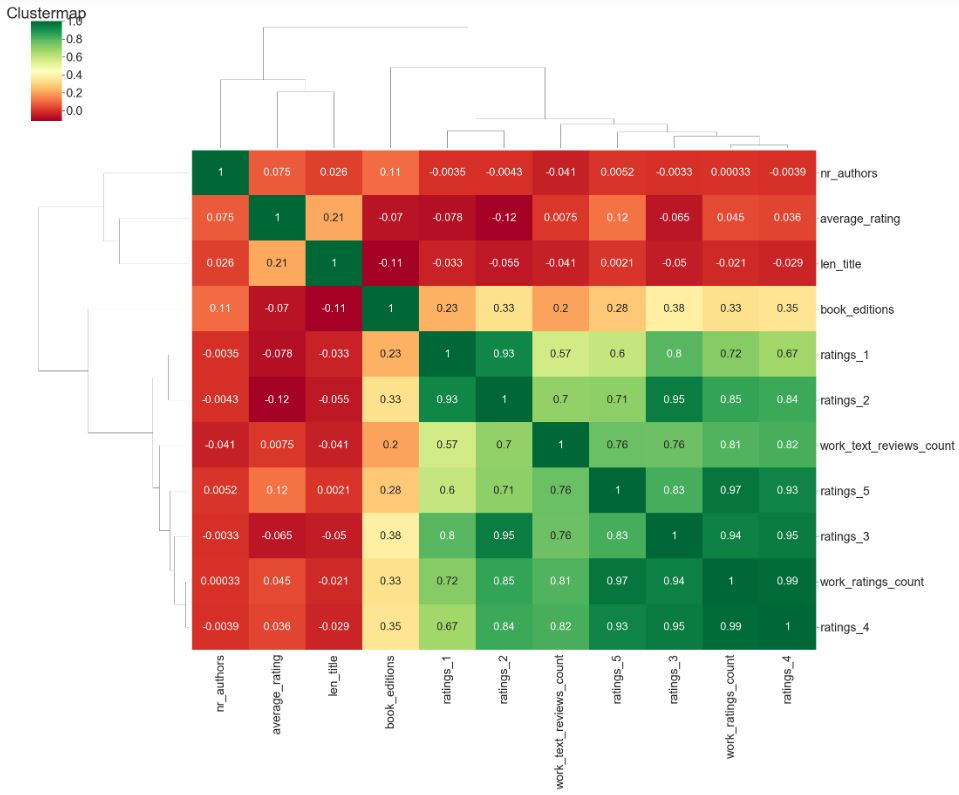 Clustermap
1.0
0.8
0.6
0.4
0.2
0.0
1 0.075 0.026 0.11 -0.0035 -0.0043 -0.041 0.0052 -0.0033 0.00033 -0.0039 nr_authors
0.075 1 0.21 -0.07 -0.078 -0.12 0.0075 0.12 -0.065 0.045 0.036 average_rating
0.026 0.21 1 -0.11 -0.033 -0.055 -0.041 0.0021 -0.05 -0.021 -0.029 len_title
0.11 -0.07 -0.11 1 0.23 0.33 0.2 0.28 0.38 0.33 0.35 book_editions
-0.0035 -0.078 -0.033 0.23 1 0.93 0.57 0.6 0.8 0.72 0.67 ratings_1
-0.0043 -0.12 -0.055 0.33 0.93 1 0.7 0.71 0.95 0.85 0.84 ratings_2
-0.041 0.0075 -0.041 0.2 0.57 0.7 1 0.76 0.76 0.81 0.82 work_text_reviews_count
0.0052 0.12 0.0021 0.28 0.6 0.71 0.76 1 0.83 0.97 0.93 ratings_5
-0.0033 -0.065 -0.05 0.38 0.8 0.95 0.76 0.83 1 0.94 0.95 ratings_3
0.00033 0.045 -0.021 0.33 0.72 0.85 0.81 0.97 0.94 1 0.99 work_ratings_count
-0.0039 0.036 -0.029 0.35 0.67 0.84 0.82 0.93 0.95 0.99 1 ratings_4
nr_authors
average_rating
len_title
book_editions
ratings_1
ratings_2
work_text_reviews_count
ratings_5
ratings_3
work_ratings_count
ratings_4